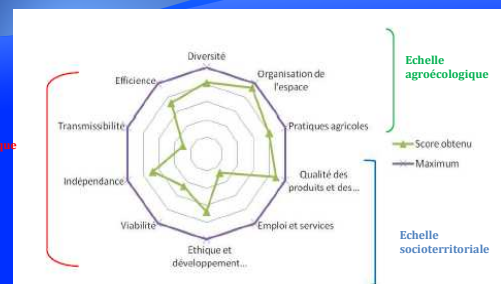 Diversité
Organisation de
l'espace
Pratiques agricoles
Qualité des
produits et des...
Emploi et services
Ethique et
développement...
Viabilité
Indépendance
Transmissibilité
Efficience
Echelle
agroécologique
Score obtenu
Maximum
Echelle
socioterritoriale
que